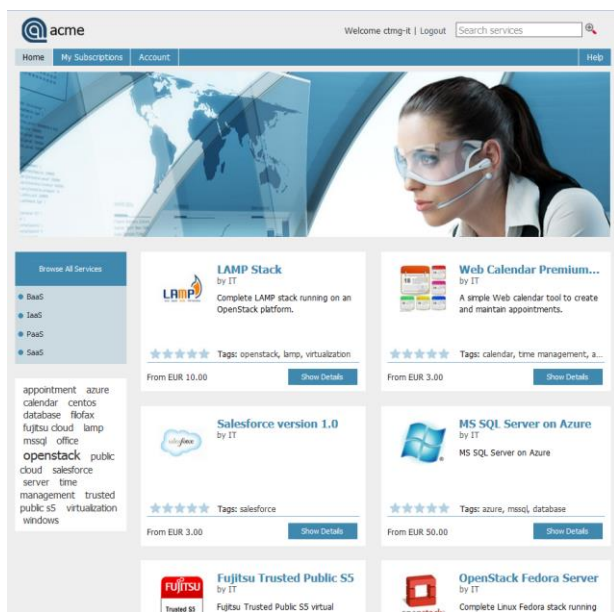 acme
Welcome ctmg-it | Logout
Search services
Home
My Subscriptions
Account
Help
Browse All Services
BaaS
IaaS
PaaS
SaaS
appointment azure
calendar centos
database filofax
fujitsu cloud lamp
mssql office
openstack public
cloud salesforce
server time
management trusted
public s5 virtualization
windows
LAMP
LAMP Stack
by IT
Complete LAMP stack running on an
OpenStack platform.
Tags: openstack, lamp, virtualization
From EUR 10.00
Show Details
Web Calendar Premium...
by IT
A simple Web calendar tool to create
and maintain appointments.
Tags: calendar, time management, a...
From EUR 3.00
Show Details
salesforce
Salesforce version 1.0
by IT
Tags: salesforce
From EUR 3.00
Show Details
MS SQL Server on Azure
by IT
MS SQL Server on Azure
Tags: azure, mssql, database
From EUR 50.00
Show Details
FUJITSU
Trusted S5
Fujitsu Trusted Public S5
by IT
Fujitsu Trusted Public S5 virtual
openstack
OpenStack Fedora Server
by IT
Complete Linux Fedora stack running